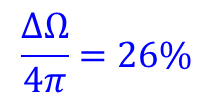 ΔΩ/4π = 26%